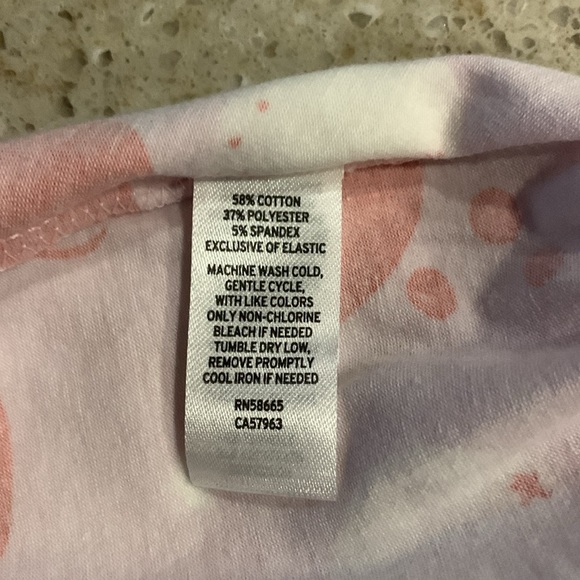 58% COTTON
37% POLYESTER
5% SPANDEX
EXCLUSIVE OF ELASTIC
MACHINE WASH COLD,
GENTLE CYCLE,
WITH LIKE COLORS
ONLY NON-CHLORINE
BLEACH IF NEEDED
TUMBLE DRY LOW,
REMOVE PROMPTLY
COOL IRON IF NEEDED
RN58665
CA57963